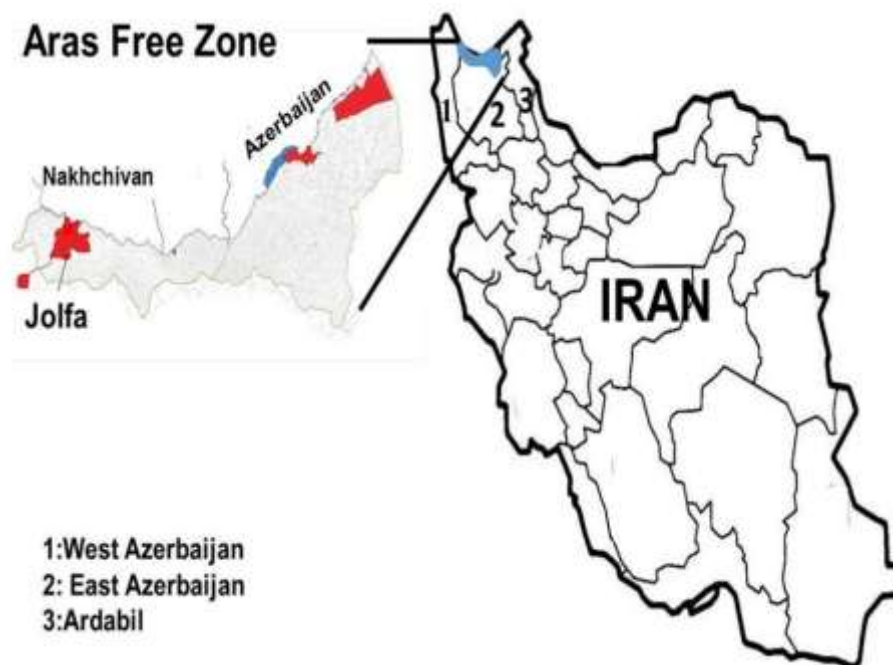 Aras Free Zone
Azerbaijan
Nakhchivan
Jolfa
1
2
3
IRAN
1:West Azerbaijan
2: East Azerbaijan
3:Ardabil